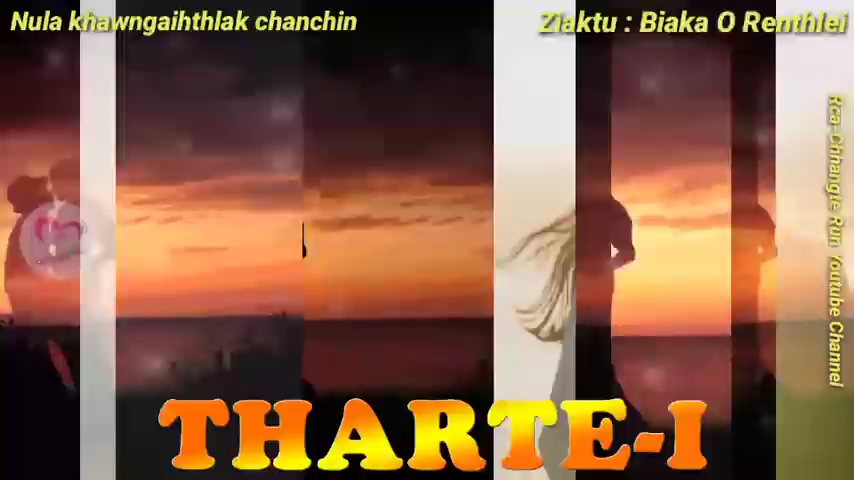 Nula khawngaihthlak chanchin
Ziaktu : Biaka O Renthlei
Rca-Chhangte Run Youtube Channel
THARTE-I